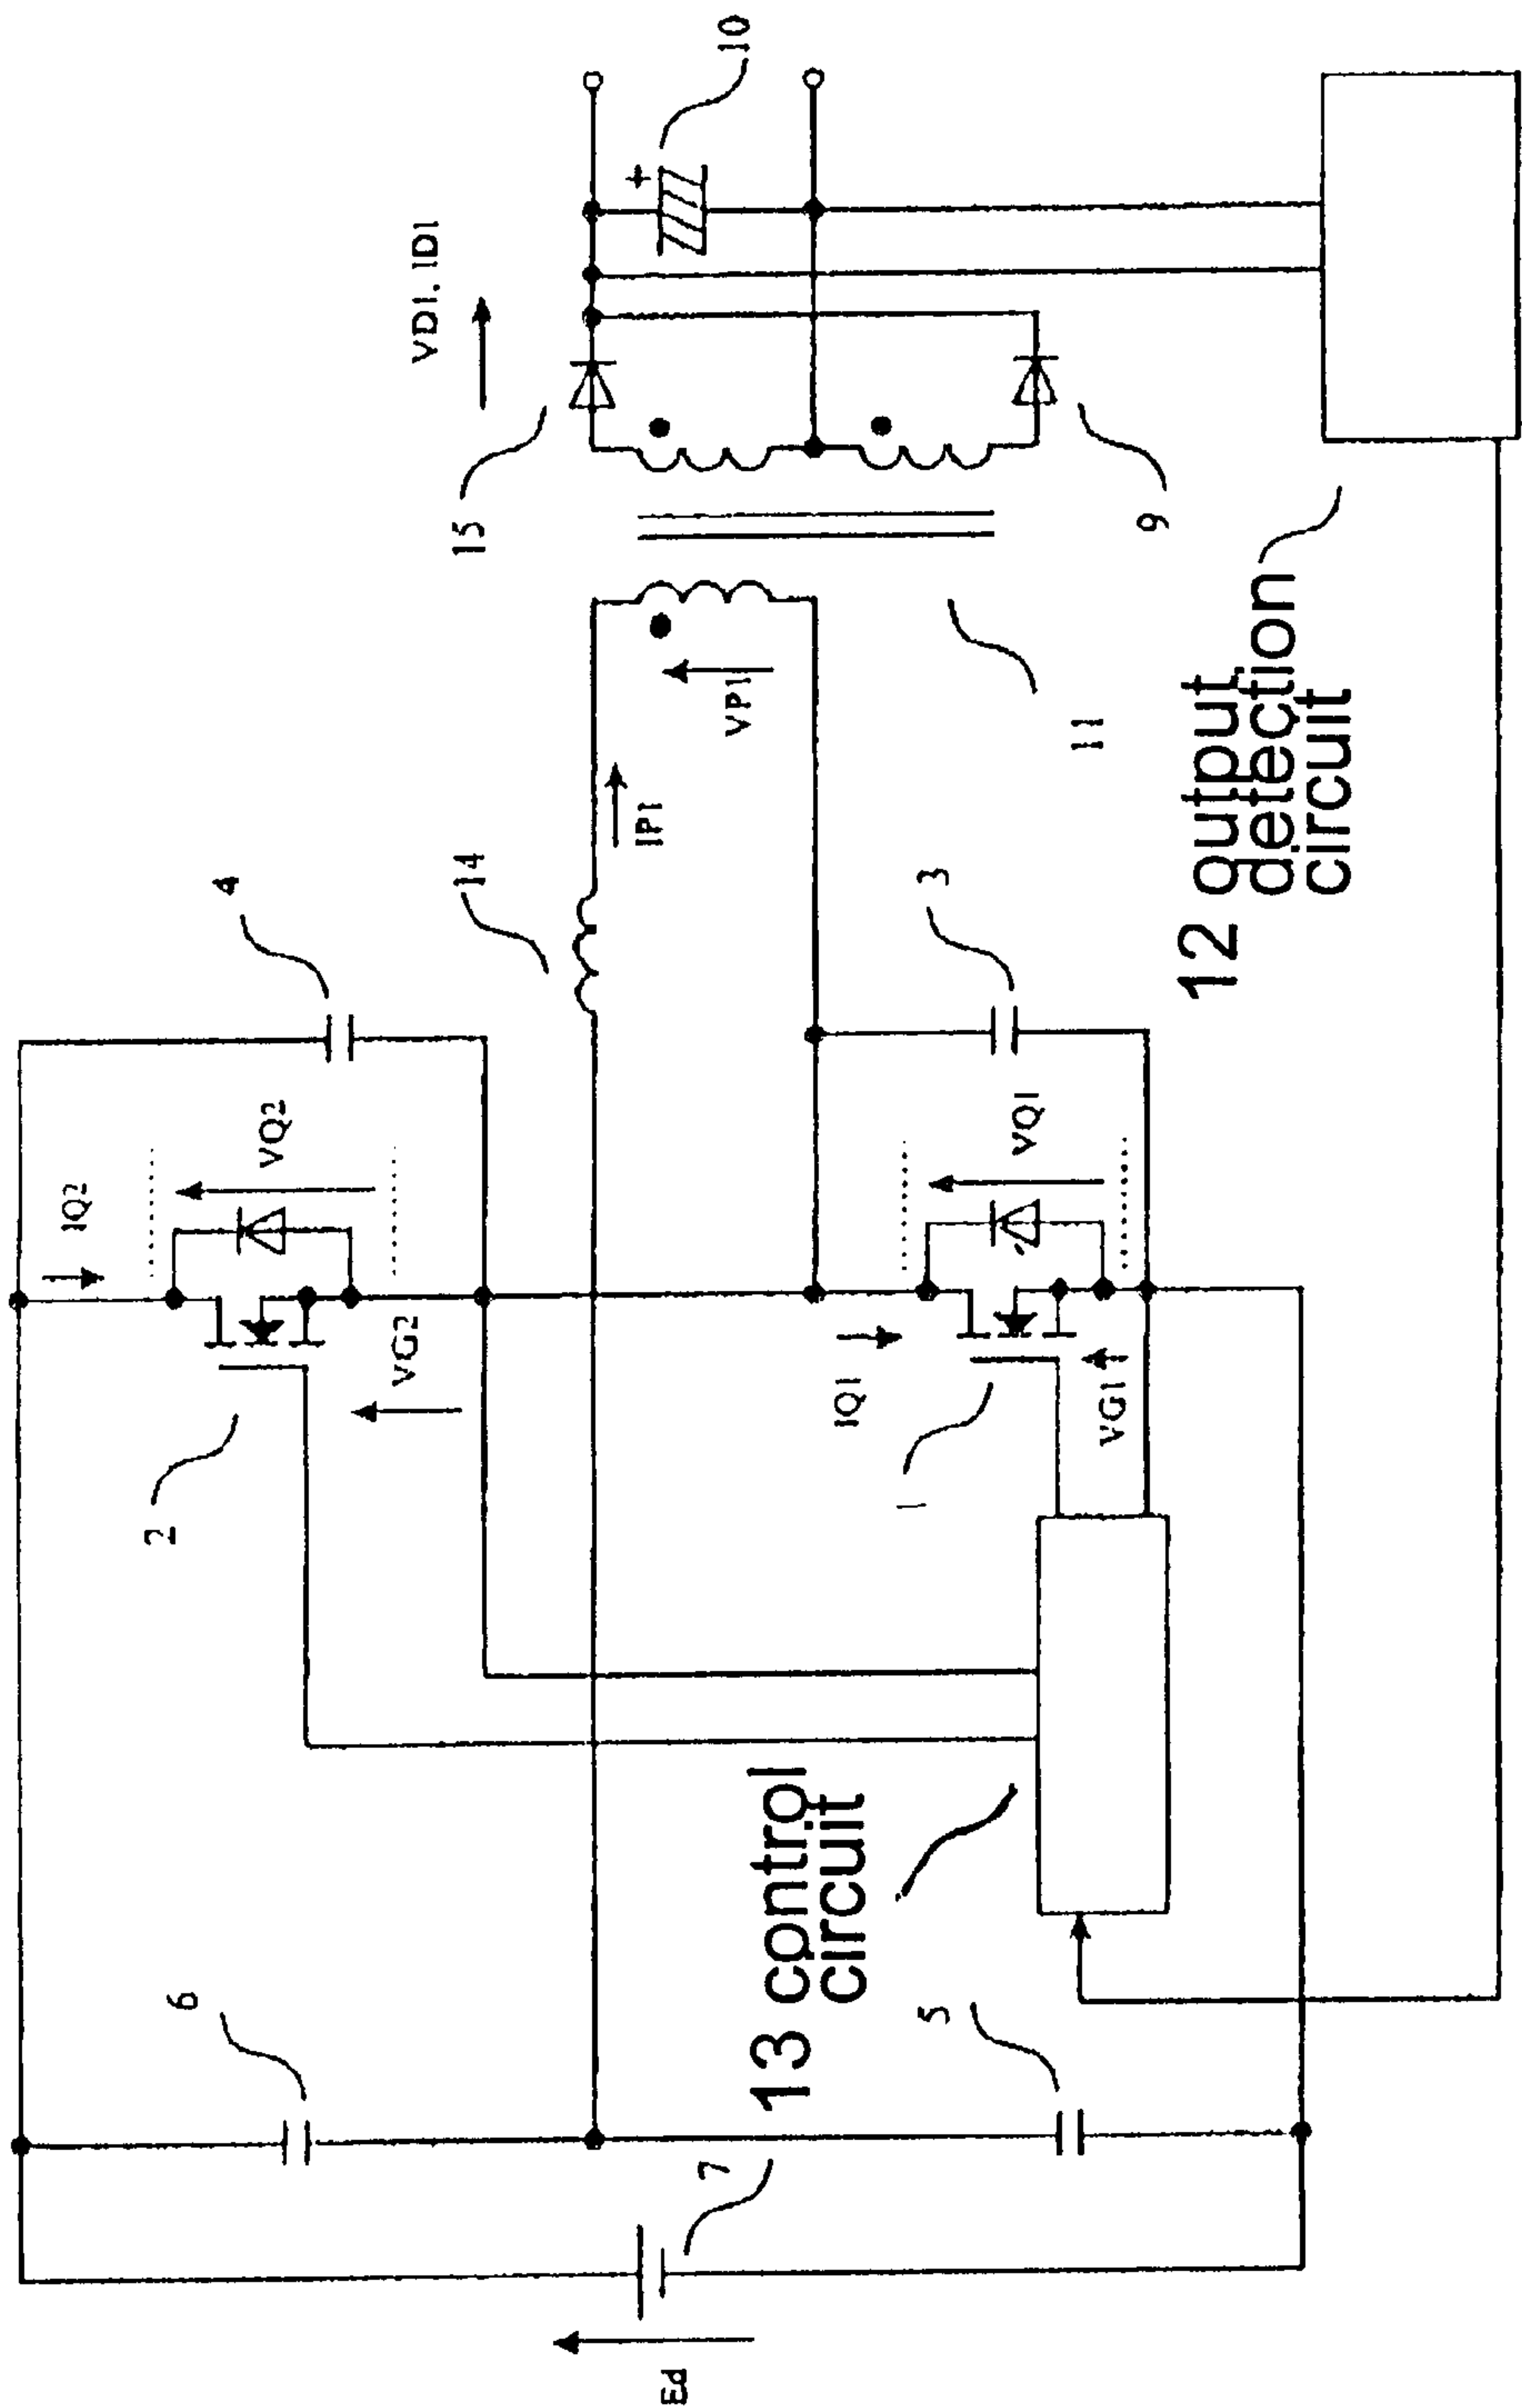 IQ2
2
6
4
VQ2
VG2
VD1, ID1
14
15
IP1
Ed
7
VP1
10
13 control
circuit
IQ1
1
5
3
VQ1
11
VG1
9
12 output
detection
circuit
+